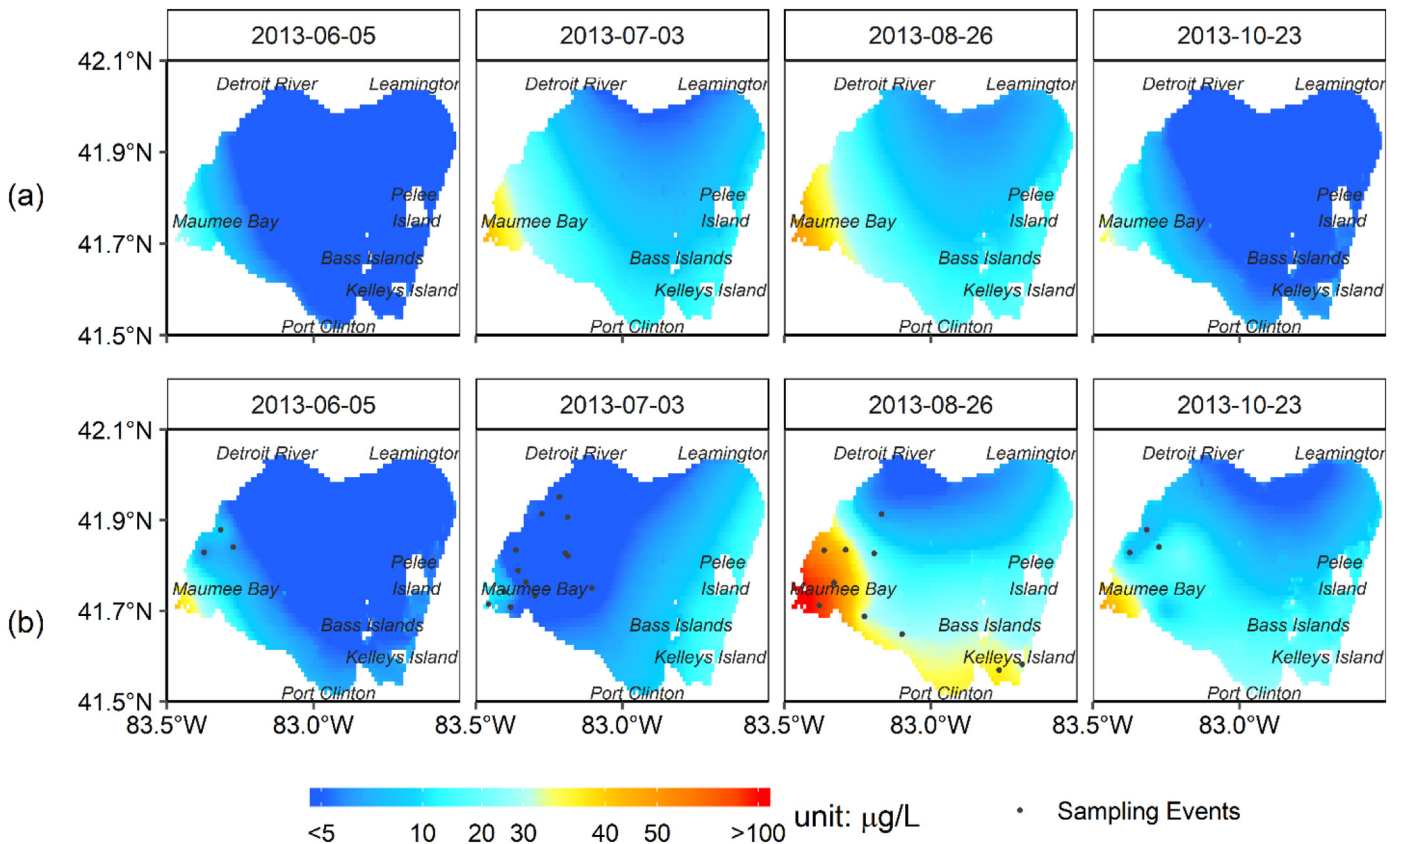 2013-06-05 2013-07-03 2013-08-26 2013-10-23
42.1°N
Detroit River Leamington Detroit River Leamington Detroit River Leamington Detroit River Leamington
41.9°N
(a)
Pelee Pelee Pelee Pelee
Maumee Bay Island Maumee Bay Island Maumee Bay Island Maumee Bay Island
41.7°N
Bass Islands Bass Islands Bass Islands Bass Islands
Kelleys Island Kelleys Island Kelleys Island Kelleys Island
Port Clinton Port Clinton Port Clinton Port Clinton
41.5°N
2013-06-05 2013-07-03 2013-08-26 2013-10-23
42.1°N
Detroit River Leamington Detroit River Leamington Detroit River Leamington Detroit River Leamington
41.9°N
Pelee Pelee Pelee Pelee
Maumee Bay Island Maumee Bay Island Maumee Bay Island Maumee Bay Island
41.7°N
(b)
Bass Islands Bass Islands Bass Islands Bass Islands
Kelleys Island Kelleys Island Kelleys Island Kelleys Island
Port Clinton Port Clinton Port Clinton Port Clinton
41.5°N
83.5°W 83.0°W 83.5°W 83.0°W 83.5°W 83.0°W 83.5°W 83.0°W
unit: μg/L Sampling Events
<5 10 20 30 40 50 >100